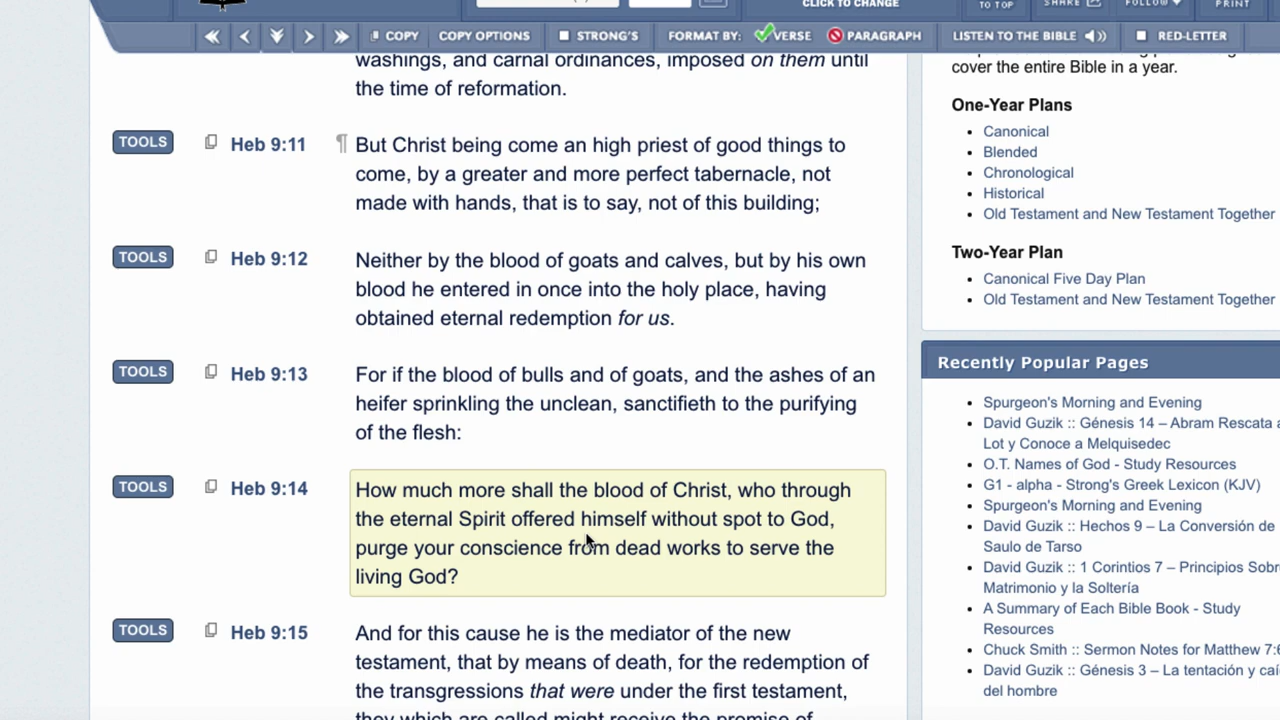 CLICK TO CHANGE
TO TOP
SHARE
FOLLOW
PRINT
COPY
COPY OPTIONS
STRONG'S
FORMAT BY:
VERSE
PARAGRAPH
LISTEN TO THE BIBLE
RED-LETTER
washings, and carnal ordinances, imposed on them until
the time of reformation.
TOOLS
Heb 9:11
¶ But Christ being come an high priest of good things to
come, by a greater and more perfect tabernacle, not
made with hands, that is to say, not of this building;
TOOLS
Heb 9:12
Neither by the blood of goats and calves, but by his own
blood he entered in once into the holy place, having
obtained eternal redemption for us.
TOOLS
Heb 9:13
For if the blood of bulls and of goats, and the ashes of an
heifer sprinkling the unclean, sanctifieth to the purifying
of the flesh:
TOOLS
Heb 9:14
How much more shall the blood of Christ, who through
the eternal Spirit offered himself without spot to God,
purge your conscience from dead works to serve the
living God?
TOOLS
Heb 9:15
And for this cause he is the mediator of the new
testament, that by means of death, for the redemption of
the transgressions that were under the first testament,
they which are called might receive the promise of
cover the entire Bible in a year.
One-Year Plans
Canonical
Blended
Chronological
Historical
Old Testament and New Testament Together
Two-Year Plan
Canonical Five Day Plan
Old Testament and New Testament Together
Recently Popular Pages
Spurgeon's Morning and Evening
David Guzik :: Génesis 14 – Abram Rescata a
Lot y Conoce a Melquisedec
O.T. Names of God - Study Resources
G1 - alpha - Strong's Greek Lexicon (KJV)
Spurgeon's Morning and Evening
David Guzik :: Hechos 9 – La Conversión de
Saulo de Tarso
David Guzik :: 1 Corintios 7 – Principios Sobr
Matrimonio y la Soltería
A Summary of Each Bible Book - Study
Resources
Chuck Smith :: Sermon Notes for Matthew 7:6
David Guzik :: Génesis 3 – La tentación y caí
del hombre